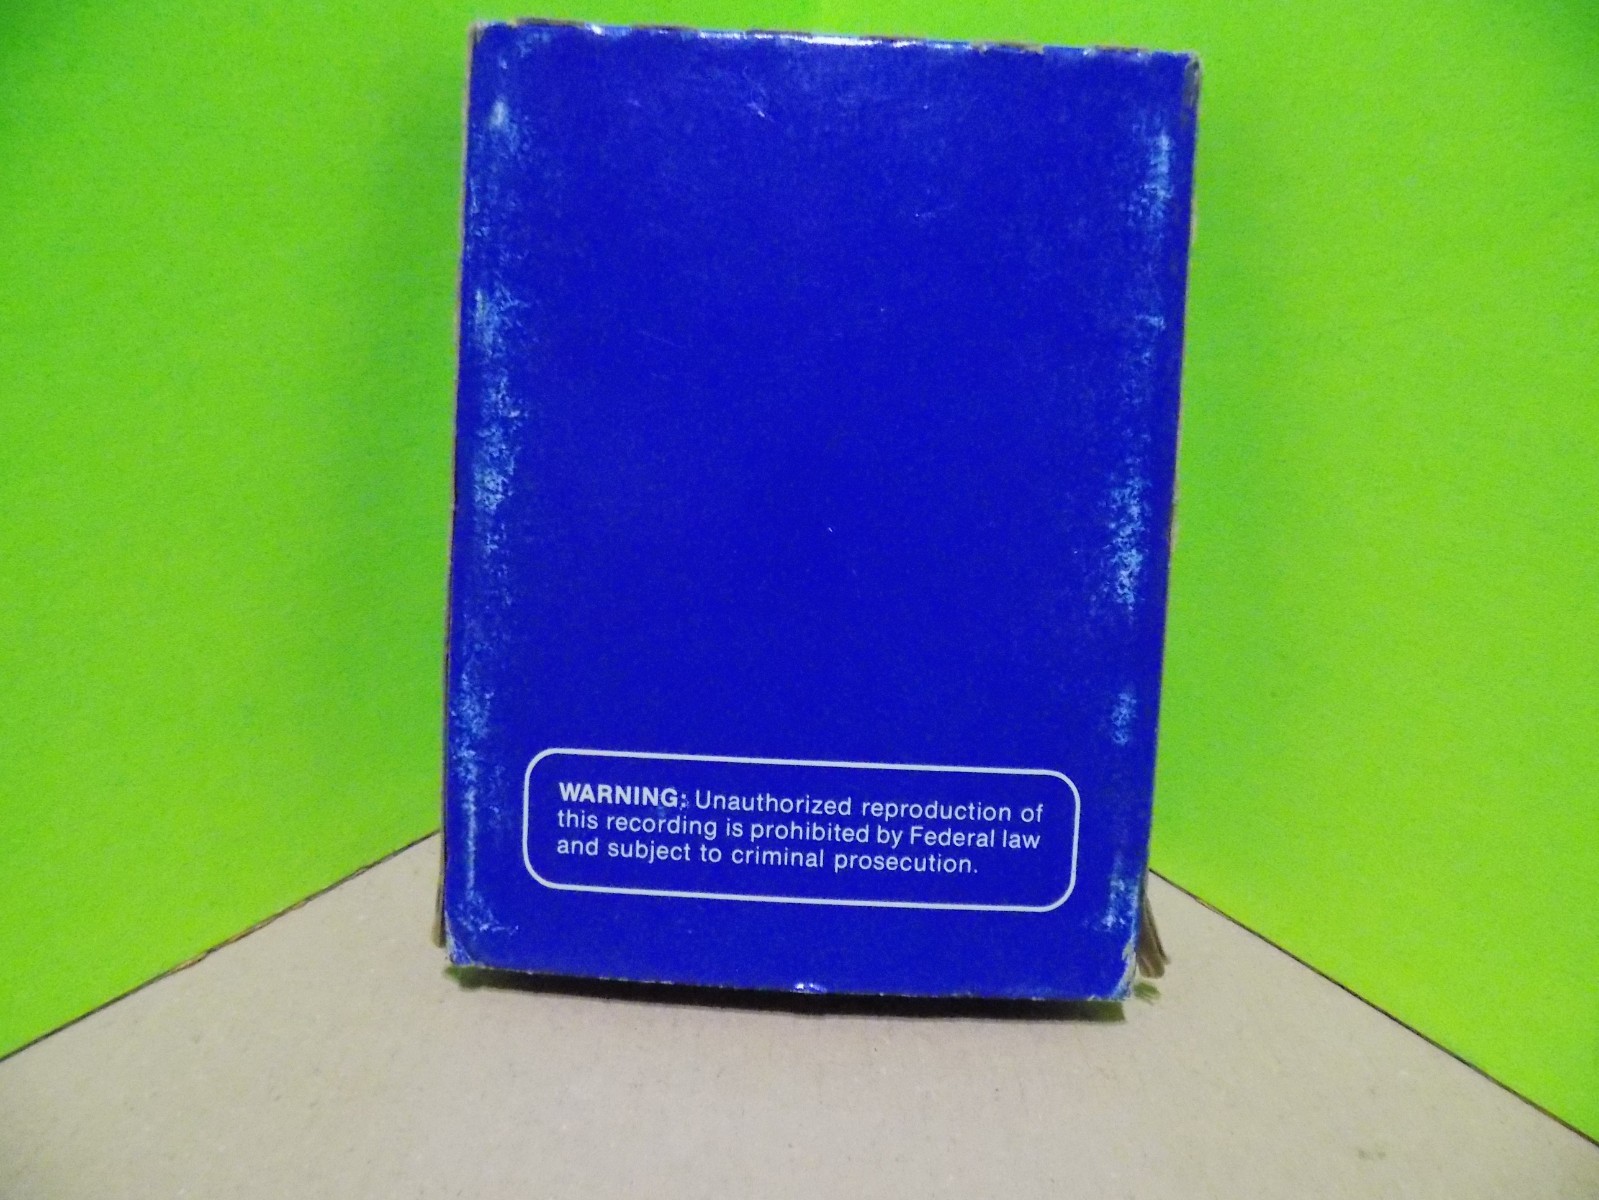 WARNING: Unauthorized reproduction of
this recording is prohibited by Federal law
and subject to criminal prosecution.